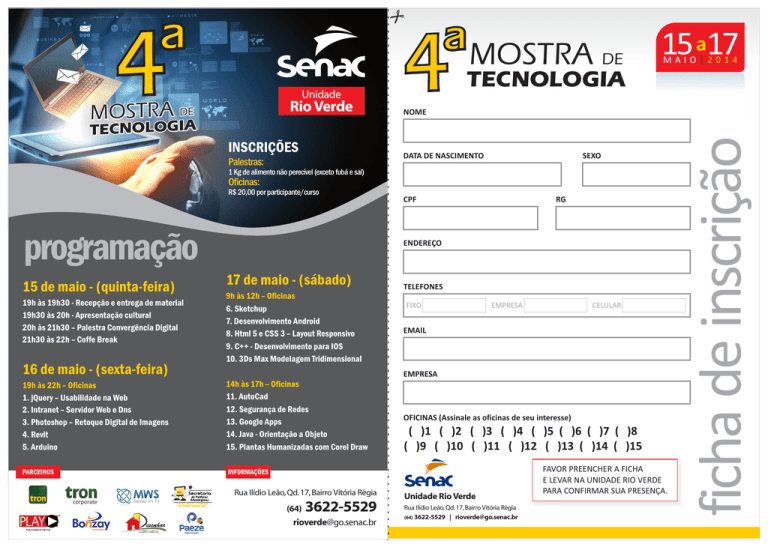 4ª
MOSTRA DE
TECNOLOGIA
Senac
Unidade
Rio Verde
INSCRIÇÕES
Palestras:
1 Kg de alimento não perecível (exceto fubá e sal)
Oficinas:
R$ 20,00 por participante/curso
programação
15 de maio - (quinta-feira)
19h às 19h30 - Recepção e entrega de material
19h30 às 20h - Apresentação cultural
20h às 21h30 – Palestra Convergência Digital
21h30 às 22h – Coffe Break
16 de maio - (sexta-feira)
19h às 22h – Oficinas
1. jQuery – Usabilidade na Web
2. Intranet – Servidor Web e Dns
3. Photoshop – Retoque Digital de Imagens
4. Revit
5. Arduino
17 de maio - (sábado)
9h às 12h – Oficinas
6. Sketchup
7. Desenvolvimento Android
8. Html 5 e CSS 3 – Layout Responsivo
9. C++ - Desenvolvimento para IOS
10. 3Ds Max Modelagem Tridimensional
14h às 17h – Oficinas
11. AutoCad
12. Segurança de Redes
13. Google Apps
14. Java - Orientação a Objeto
15. Plantas Humanizadas com Corel Draw
PARCEIROS
tron
tron
corporate
MWS
Secretaria
PLAY
Bonzay
Desenhar
Paeze
INFORMAÇÕES
Rua Ilídio Leão, Qd. 17, Bairro Vitória Règia
(64) 3622-5529
rioverde@go.senac.br
4ª MOSTRA DE
TECNOLOGIA
15 a 17
MAIO | 2014
NOME
DATA DE NASCIMENTO SEXO
CPF RG
ENDEREÇO
TELEFONES
FIXO EMPRESA CELULAR
EMAIL
EMPRESA
OFICINAS (Assinale as oficinas de seu interesse)
( )1 ( )2 ( )3 ( )4 ( )5 ( )6 ( )7 ( )8
( )9 ( )10 ( )11 ( )12 ( )13 ( )14 ( )15
Senac
Unidade Rio Verde
Rua Ilídio Leão, Qd. 17, Bairro Vitória Règia
(64) 3622-5529 | rioverde@go.senac.br
FAVOR PREENCHER A FICHA
E LEVAR NA UNIDADE RIO VERDE
PARA CONFIRMAR SUA PRESENÇA.
ficha de inscrição